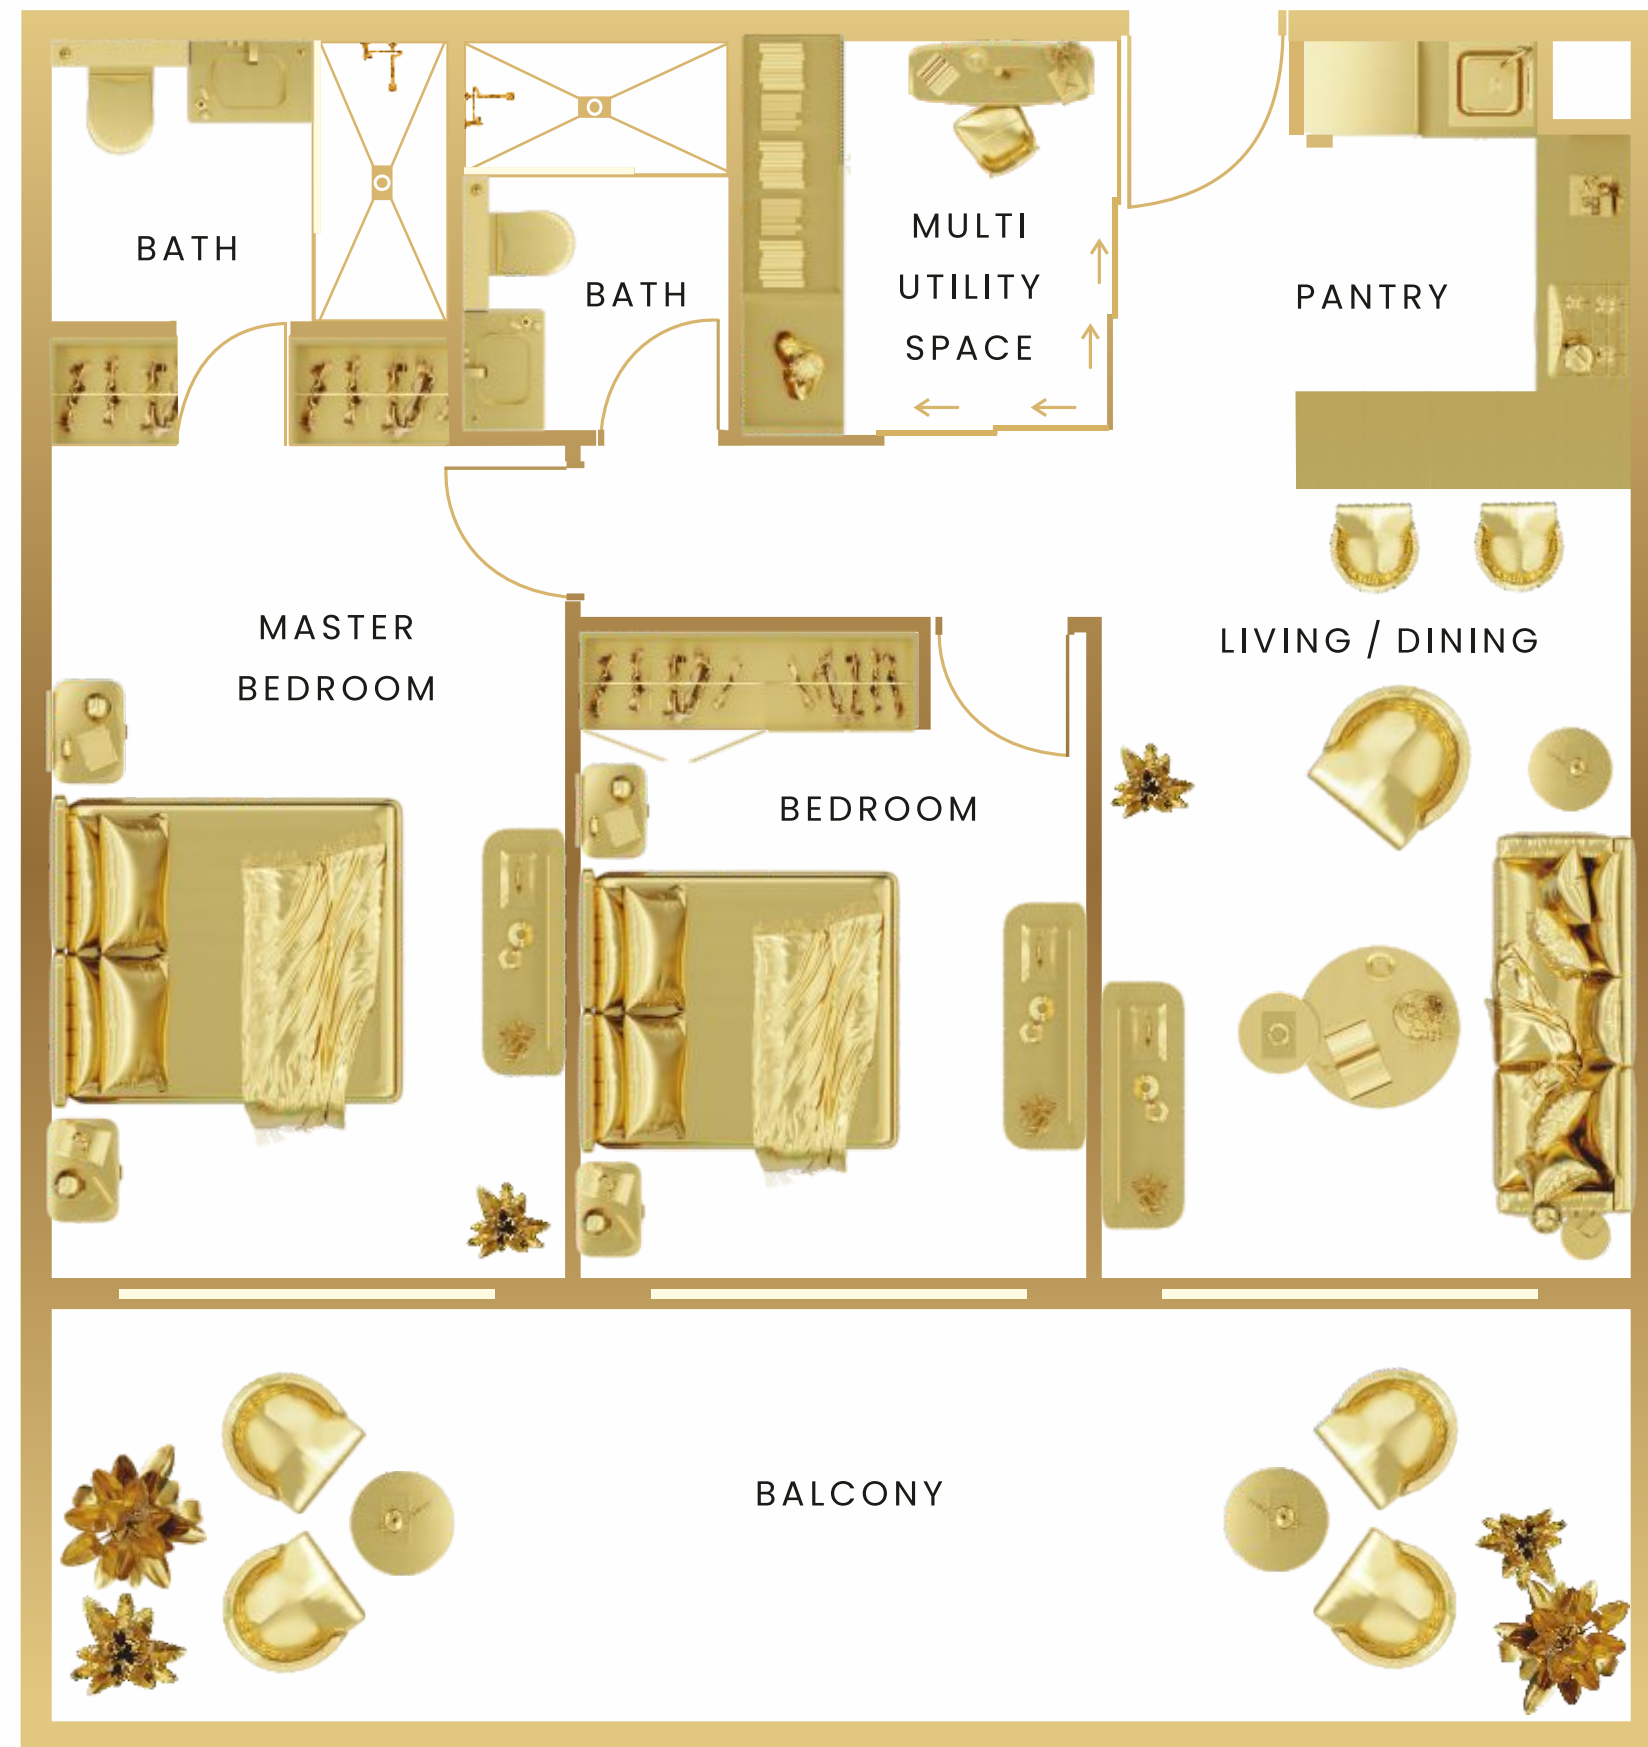 BATH
BATH
MULTI
UTILITY
SPACE
PANTRY
MASTER
BEDROOM
LIVING / DINING
BEDROOM
BALCONY